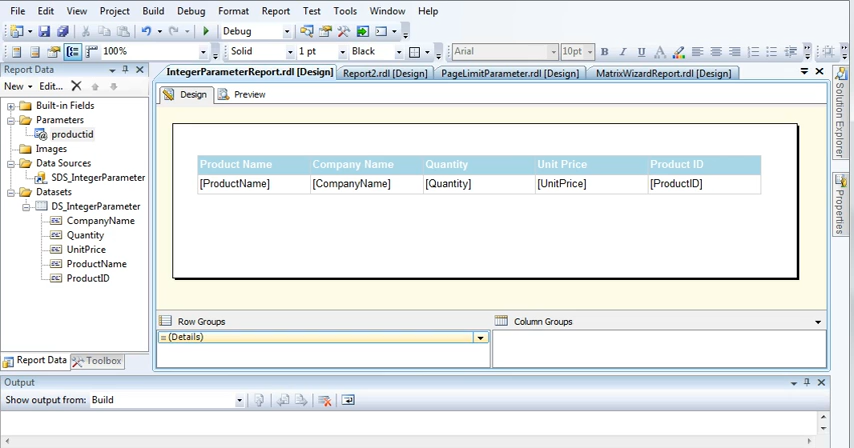 File Edit View Project Build Debug Format Report Test Tools Window Help
Debug
100% Solid 1 pt Black Arial 10pt B I U A
Report Data
New Edit...
Built-in Fields
Parameters
productid
Images
Data Sources
SDS_IntegerParameter
Datasets
DS_IntegerParameter
CompanyName
Quantity
UnitPrice
ProductName
ProductID
Report Data Toolbox
IntegerParameterReport.rdl [Design] Report2.rdl [Design] PageLimitParameter.rdl [Design] MatrixWizardReport.rdl [Design]
Design Preview
Product Name Company Name Quantity Unit Price Product ID
[ProductName] [CompanyName] [Quantity] [UnitPrice] [ProductID]
Row Groups Column Groups
(Details)
Solution Explorer
Properties
Output
Show output from: Build